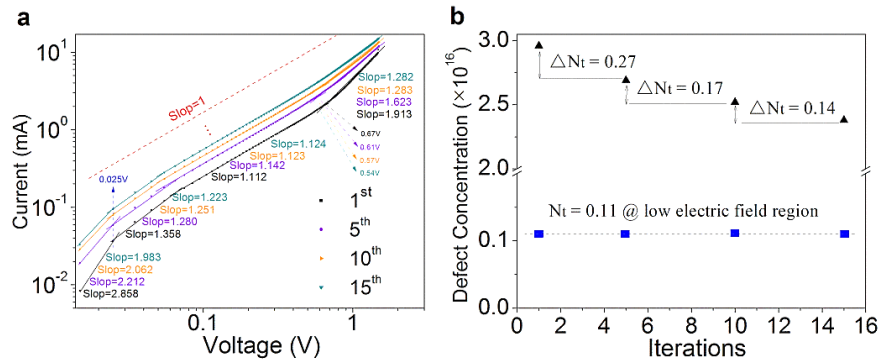 a
Current (mA)
10¹
10⁰
10⁻¹
10⁻²
Slop=1
Slop=1.282
Slop=1.283
Slop=1.623
Slop=1.913
0.67V
0.61V
0.57V
0.54V
Slop=1.124
Slop=1.123
Slop=1.142
Slop=1.112
0.025V
Slop=1.223
Slop=1.251
Slop=1.280
Slop=1.358
Slop=1.983
Slop=2.062
Slop=2.212
Slop=2.858
1st
5th
10th
15th
0.1
1
Voltage (V)
b
Defect Concentration (×10¹⁶)
3.0
2.5
2.0
0.1
0.0
△Nt = 0.27
△Nt = 0.17
△Nt = 0.14
Nt = 0.11 @ low electric field region
0 2 4 6 8 10 12 14 16
Iterations